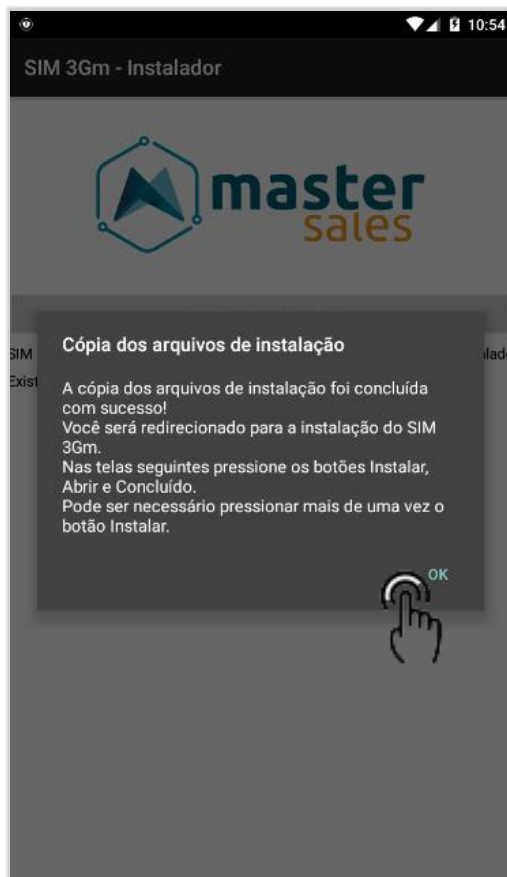 10:54
SIM 3Gm - Instalador
master
sales
SIM
Exist
Cópia dos arquivos de instalação
A cópia dos arquivos de instalação foi concluída
com sucesso!
Você será redirecionado para a instalação do SIM
3Gm.
Nas telas seguintes pressione os botões Instalar,
Abrir e Concluído.
Pode ser necessário pressionar mais de uma vez o
botão Instalar.
OK